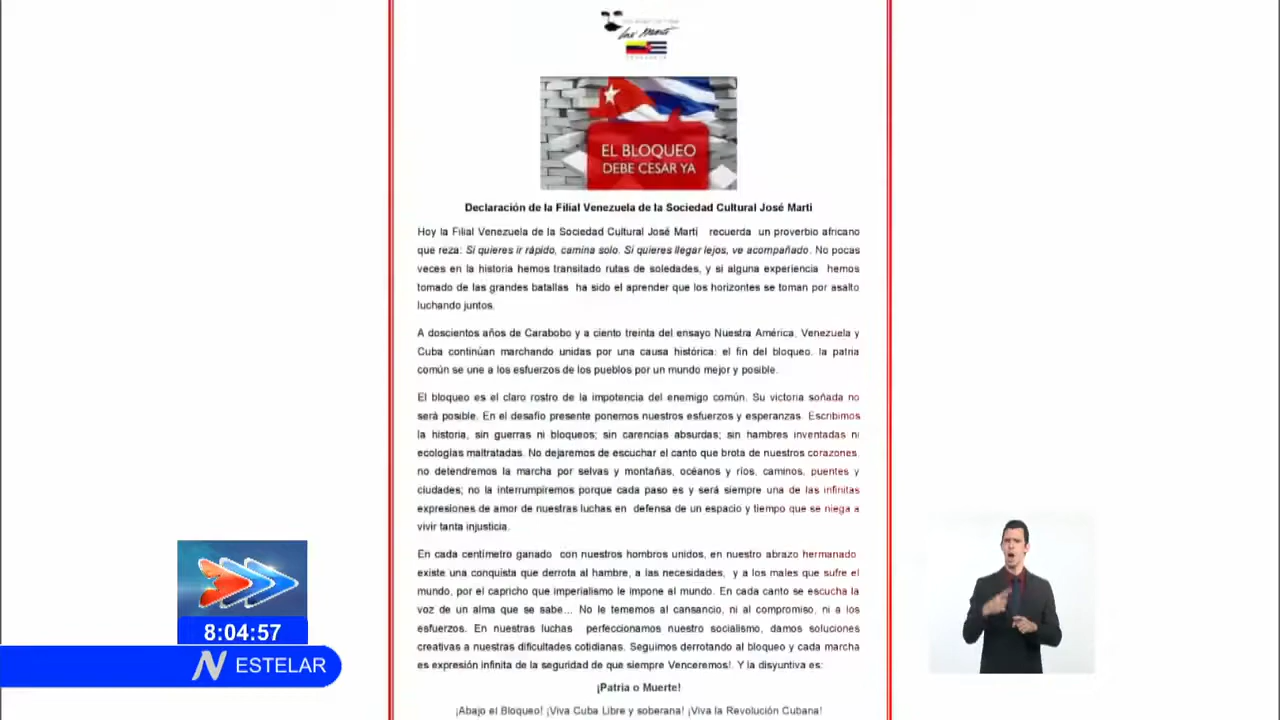 José Martí
EL BLOQUEO
DEBE CESAR YA
Declaración de la Filial Venezuela de la Sociedad Cultural José Marti
Hoy la Filial Venezuela de la Sociedad Cultural José Marti recuerda un proverbio africano
que reza: Si quieres ir rápido, camina solo. Si quieres llegar lejos, ve acompañado. No pocas
veces en la historia hemos transitado rutas de soledades, y si alguna experiencia hemos
tomado de las grandes batallas ha sido el aprender que los horizontes se toman por asalto
luchando juntos.
A doscientos años de Carabobo y a ciento treinta del ensayo Nuestra América, Venezuela y
Cuba continúan marchando unidas por una causa histórica: el fin del bloqueo, la patria
común se une a los esfuerzos de los pueblos por un mundo mejor y posible.
El bloqueo es el claro rostro de la impotencia del enemigo común. Su victoria soñada no
será posible. En el desafío presente ponemos nuestros esfuerzos y esperanzas. Escribimos
la historia, sin guerras ni bloqueos; sin carencias absurdas; sin hambres inventadas ni
ecologías maltratadas. No dejaremos de escuchar el canto que brota de nuestros corazones,
no detendremos la marcha por selvas y montañas, océanos y ríos, caminos, puentes y
ciudades; no la interrumpiremos porque cada paso es y será siempre una de las infinitas
expresiones de amor de nuestras luchas en defensa de un espacio y tiempo que se niega a
vivir tanta injusticia.
En cada centímetro ganado con nuestros hombros unidos, en nuestro abrazo hermanado
existe una conquista que derrota al hambre, a las necesidades, y a los males que sufre el
mundo, por el capricho que imperialismo le impone al mundo. En cada canto se escucha la
voz de un alma que se sabe... No le tememos al cansancio, ni al compromiso, ni a los
esfuerzos. En nuestras luchas perfeccionamos nuestro socialismo, damos soluciones
creativas a nuestras dificultades cotidianas. Seguimos derrotando al bloqueo y cada marcha
es expresión infinita de la seguridad de que siempre Venceremos!. Y la disyuntiva es:
¡Patria o Muerte!
¡Abajo el Bloqueo! ¡Viva Cuba Libre y soberana! ¡Viva la Revolución Cubana!
8:04:57
N ESTELAR